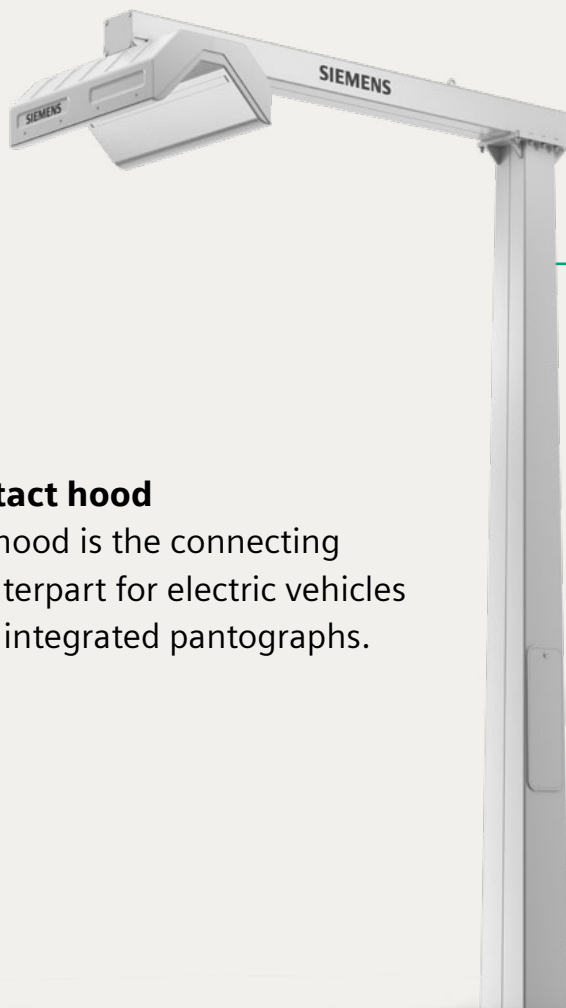 SIEMENS
SIEMENS
tact hood
hood is the connecting
terpart for electric vehicles
integrated pantographs.